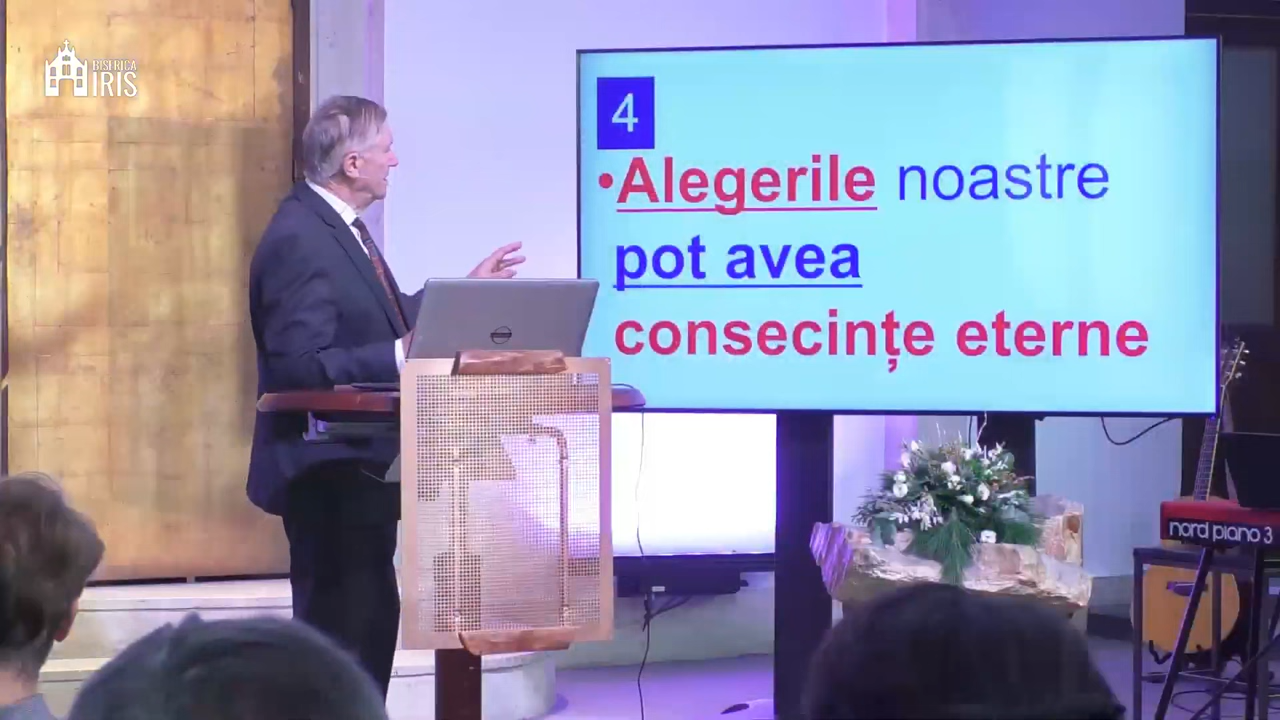 BISERICA
IRIS
4
•Alegerile noastre
pot avea
consecințe eterne
nord piano 3